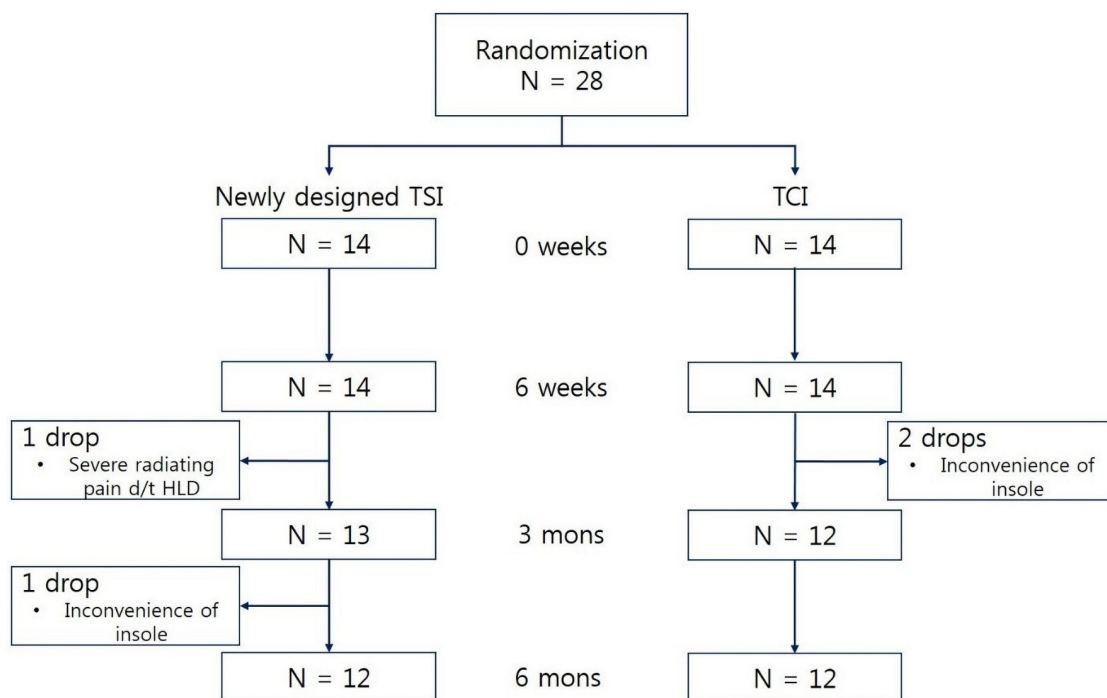 Randomization
N = 28
Newly designed TSI
TCI
N = 14
0 weeks
N = 14
N = 14
6 weeks
N = 14
1 drop
• Severe radiating
pain d/t HLD
2 drops
• Inconvenience of
insole
N = 13
3 mons
N = 12
1 drop
• Inconvenience of
insole
N = 12
6 mons
N = 12